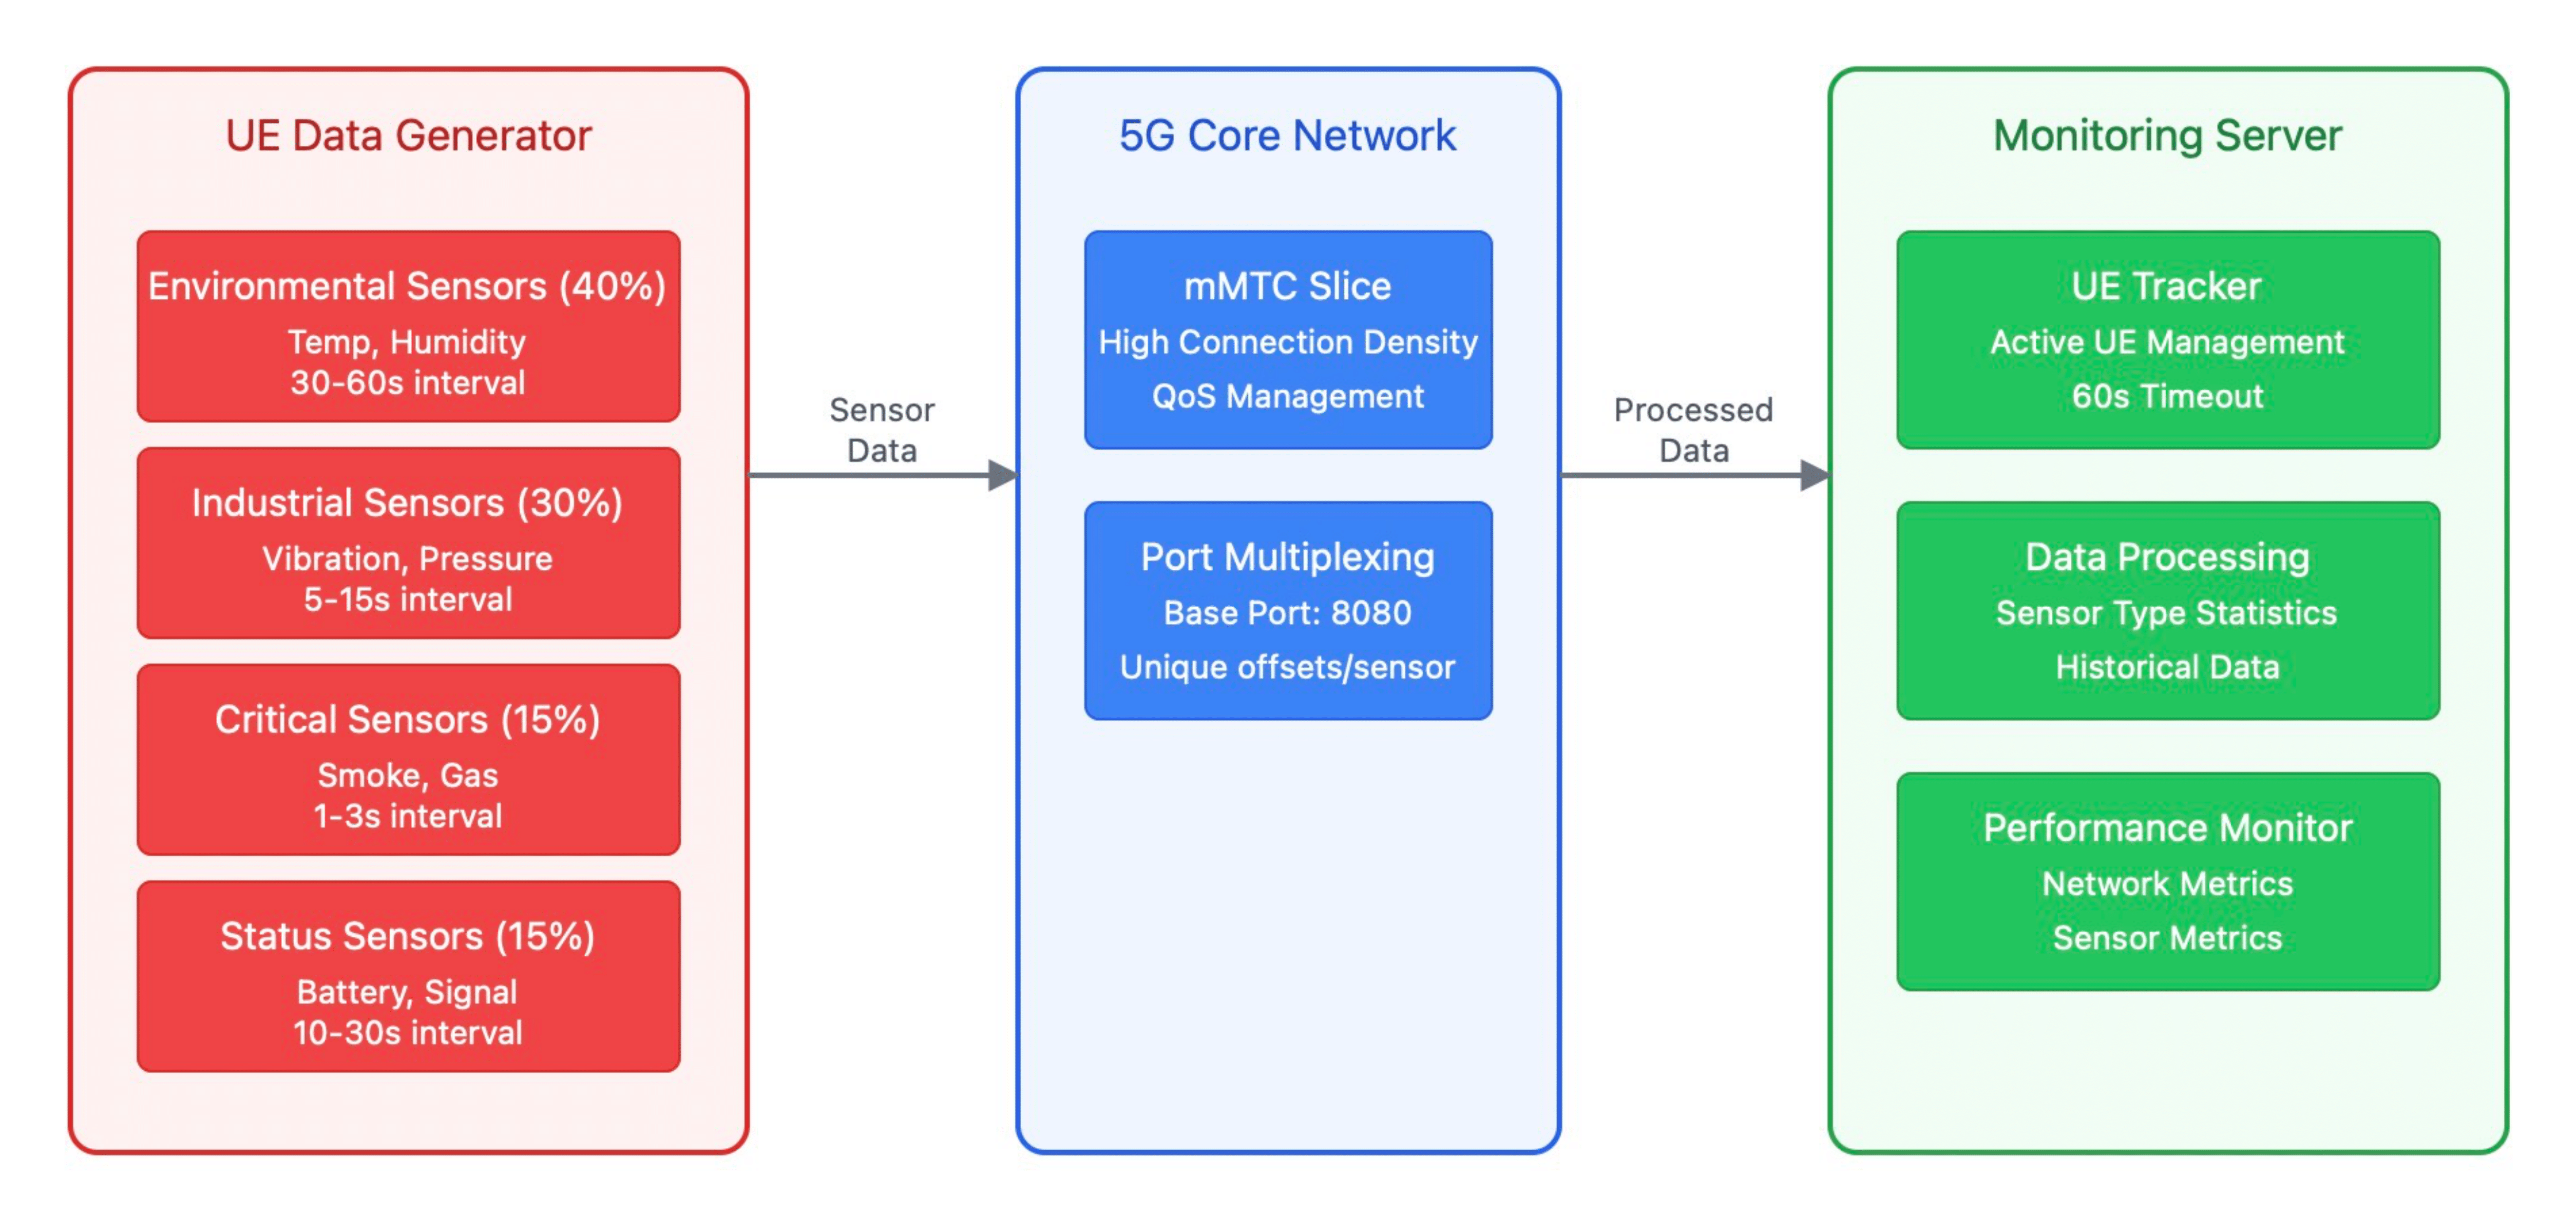 UE Data Generator
Environmental Sensors (40%)
Temp, Humidity
30-60s interval
Industrial Sensors (30%)
Vibration, Pressure
5-15s interval
Critical Sensors (15%)
Smoke, Gas
1-3s interval
Status Sensors (15%)
Battery, Signal
10-30s interval
Sensor
Data
5G Core Network
mMTC Slice
High Connection Density
QoS Management
Port Multiplexing
Base Port: 8080
Unique offsets/sensor
Processed
Data
Monitoring Server
UE Tracker
Active UE Management
60s Timeout
Data Processing
Sensor Type Statistics
Historical Data
Performance Monitor
Network Metrics
Sensor Metrics